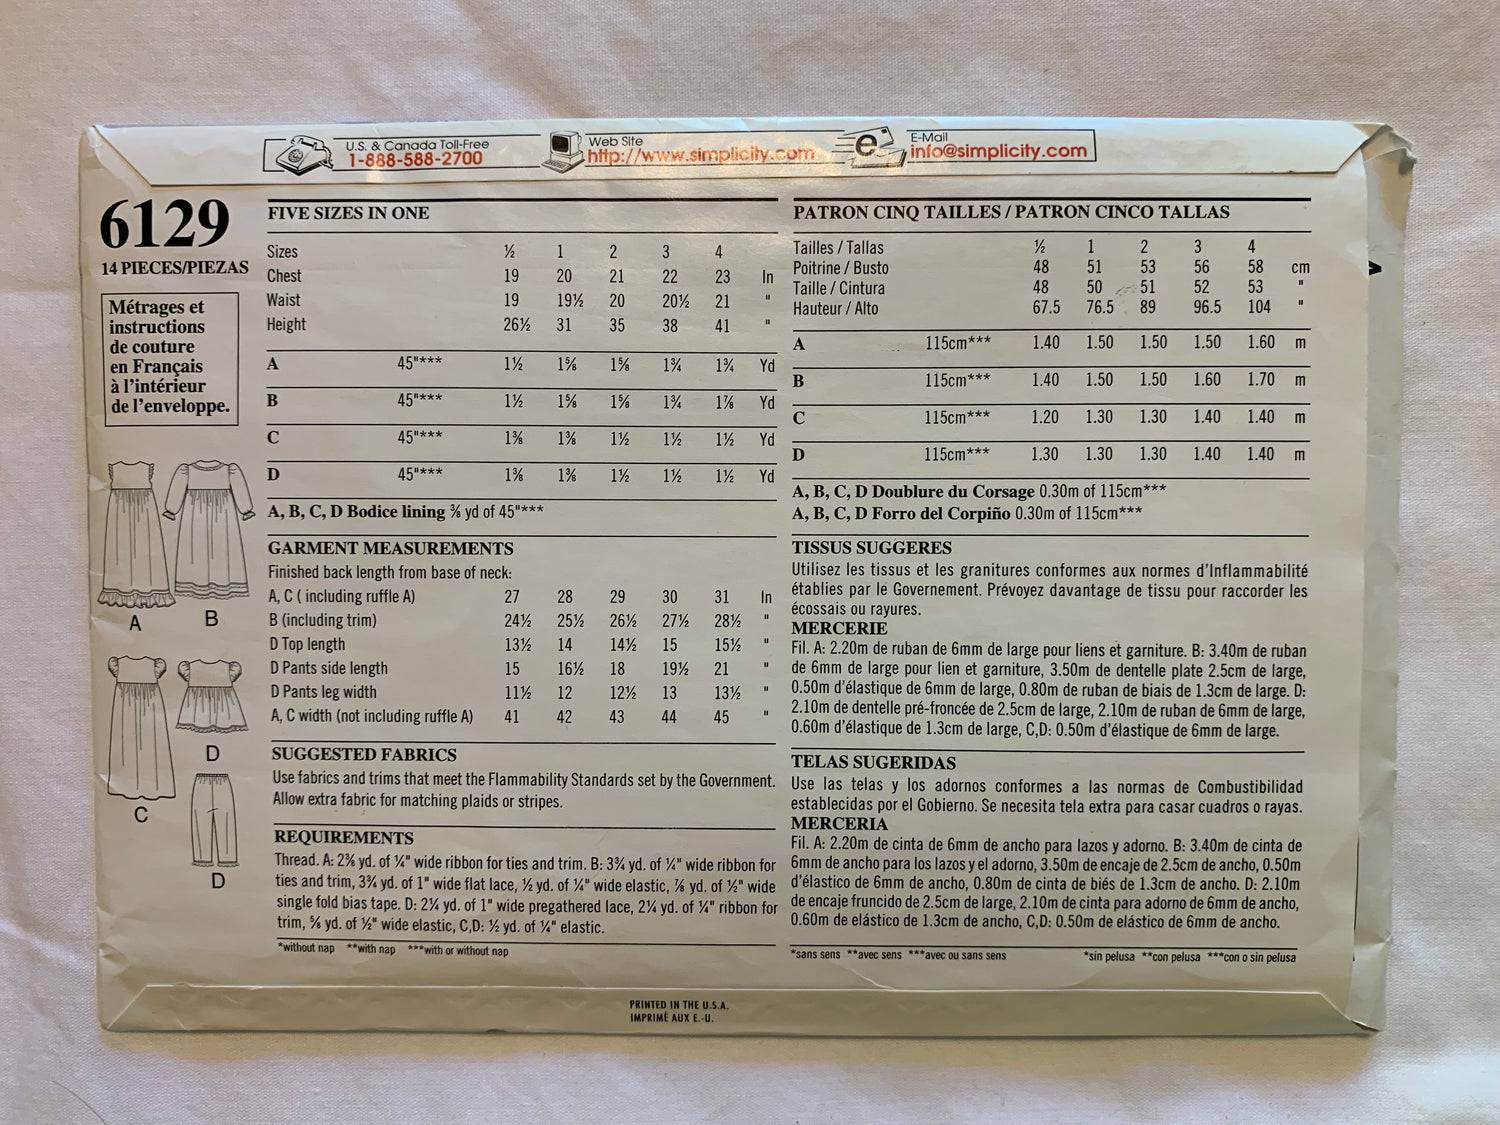 U.S. & Canada Toll-Free
1-888-588-2700
Web Site
http://www.simplicity.com
E-Mail
info@simplicity.com
6129
14 PIECES/PIEZAS
Métrages et
instructions
de couture
en Français
à l'intérieur
de l'enveloppe.
A
B
D
C
D
FIVE SIZES IN ONE
Sizes ½ 1 2 3 4
Chest 19 20 21 22 23 In
Waist 19 19½ 20 20½ 21 "
Height 26½ 31 35 38 41 "
A 45"*** 1½ 1⅝ 1⅝ 1¾ 1¾ Yd
B 45"*** 1½ 1⅝ 1⅝ 1¾ 1⅞ Yd
C 45"*** 1⅜ 1⅜ 1½ 1½ 1½ Yd
D 45"*** 1⅜ 1⅜ 1½ 1½ 1½ Yd
A, B, C, D Bodice lining ⅜ yd of 45"***
GARMENT MEASUREMENTS
Finished back length from base of neck:
A, C ( including ruffle A) 27 28 29 30 31 In
B (including trim) 24½ 25½ 26½ 27½ 28½ "
D Top length 13½ 14 14½ 15 15½ "
D Pants side length 15 16½ 18 19½ 21 "
D Pants leg width 11½ 12 12½ 13 13½ "
A, C width (not including ruffle A) 41 42 43 44 45 "
SUGGESTED FABRICS
Use fabrics and trims that meet the Flammability Standards set by the Government.
Allow extra fabric for matching plaids or stripes.
REQUIREMENTS
Thread. A: 2⅜ yd. of ¼" wide ribbon for ties and trim. B: 3¾ yd. of ¼" wide ribbon for
ties and trim, 3¾ yd. of 1" wide flat lace, ½ yd. of ¼" wide elastic, ⅞ yd. of ½" wide
single fold bias tape. D: 2¼ yd. of 1" wide pregathered lace, 2¼ yd. of ¼" ribbon for
trim, ⅝ yd. of ½" wide elastic, C,D: ½ yd. of ¼" elastic.
*without nap **with nap ***with or without nap
PATRON CINQ TAILLES / PATRON CINCO TALLAS
Tailles / Tallas ½ 1 2 3 4
Poitrine / Busto 48 51 53 56 58 cm
Taille / Cintura 48 50 51 52 53 "
Hauteur / Alto 67.5 76.5 89 96.5 104 "
A 115cm*** 1.40 1.50 1.50 1.50 1.60 m
B 115cm*** 1.40 1.50 1.50 1.60 1.70 m
C 115cm*** 1.20 1.30 1.30 1.40 1.40 m
D 115cm*** 1.30 1.30 1.30 1.40 1.40 m
A, B, C, D Doublure du Corsage 0.30m of 115cm***
A, B, C, D Forro del Corpiño 0.30m of 115cm***
TISSUS SUGGERES
Utilisez les tissus et les granitures conformes aux normes d'Inflammabilité
établies par le Governement. Prévoyez davantage de tissu pour raccorder les
écossais ou rayures.
MERCERIE
Fil. A: 2.20m de ruban de 6mm de large pour liens et garniture. B: 3.40m de ruban
de 6mm de large pour lien et garniture, 3.50m de dentelle plate 2.5cm de large,
0.50m d'élastique de 6mm de large, 0.80m de ruban de biais de 1.3cm de large. D:
2.10m de dentelle pré-froncée de 2.5cm de large, 2.10m de ruban de 6mm de large,
0.60m d'élastique de 1.3cm de large, C,D: 0.50m d'élastique de 6mm de large.
TELAS SUGERIDAS
Use las telas y los adornos conformes a las normas de Combustibilidad
establecidas por el Gobierno. Se necesita tela extra para casar cuadros o rayas.
MERCERIA
Fil. A: 2.20m de cinta de 6mm de ancho para lazos y adorno. B: 3.40m de cinta de
6mm de ancho para los lazos y el adorno, 3.50m de encaje de 2.5cm de ancho, 0.50m
d'élastico de 6mm de ancho, 0.80m de cinta de biés de 1.3cm de ancho. D: 2.10m
de encaje fruncido de 2.5cm de large, 2.10m de cinta para adorno de 6mm de ancho,
0.60m de elástico de 1.3cm de ancho, C,D: 0.50m de elástico de 6mm de ancho.
*sans sens **avec sens ***avec ou sans sens *sin pelusa **con pelusa ***con o sin pelusa
PRINTED IN THE U.S.A.
IMPRIMÉ AUX E.-U.